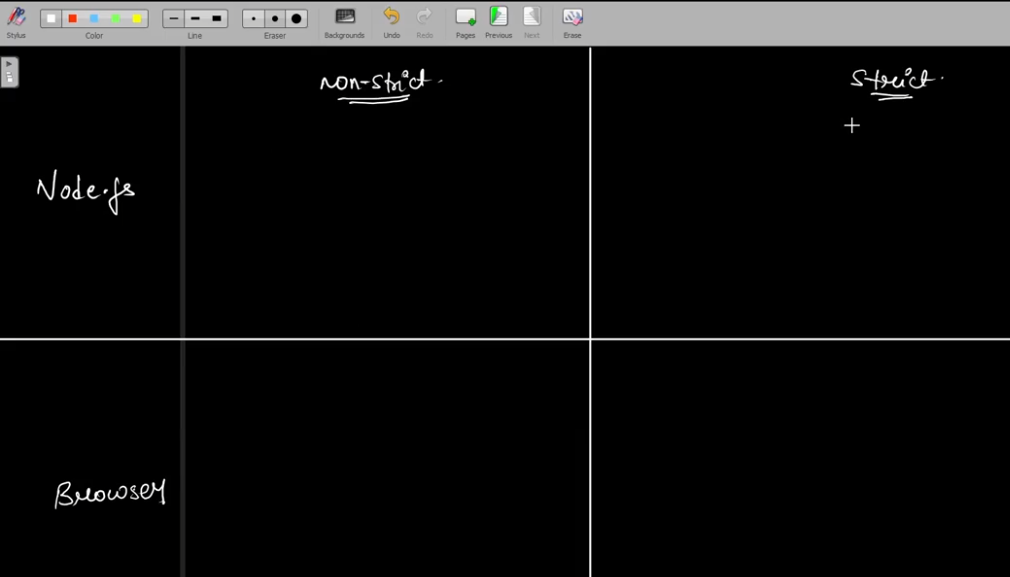 Stylus Color Line Eraser Backgrounds Undo Redo Pages Previous Next Erase
non-strict.
strict.
Node.js
Browser